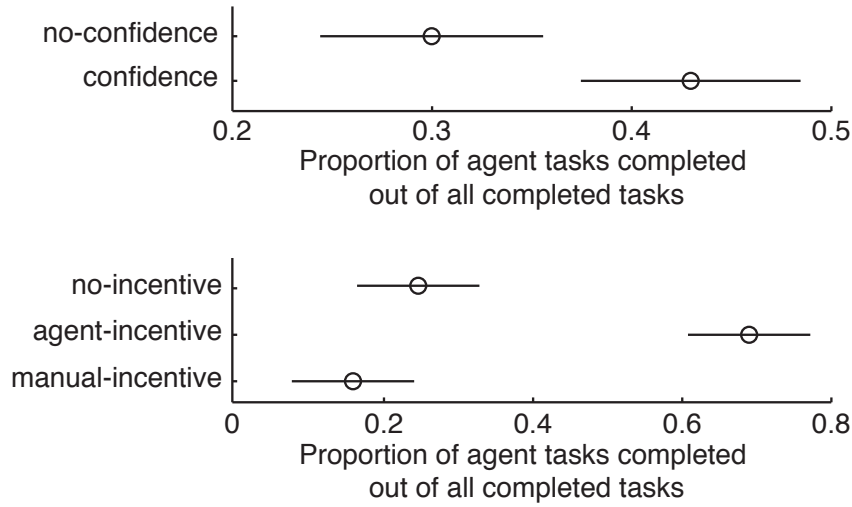 no-confidence
confidence
0.2 0.3 0.4 0.5
Proportion of agent tasks completed
out of all completed tasks
no-incentive
agent-incentive
manual-incentive
0 0.2 0.4 0.6 0.8
Proportion of agent tasks completed
out of all completed tasks